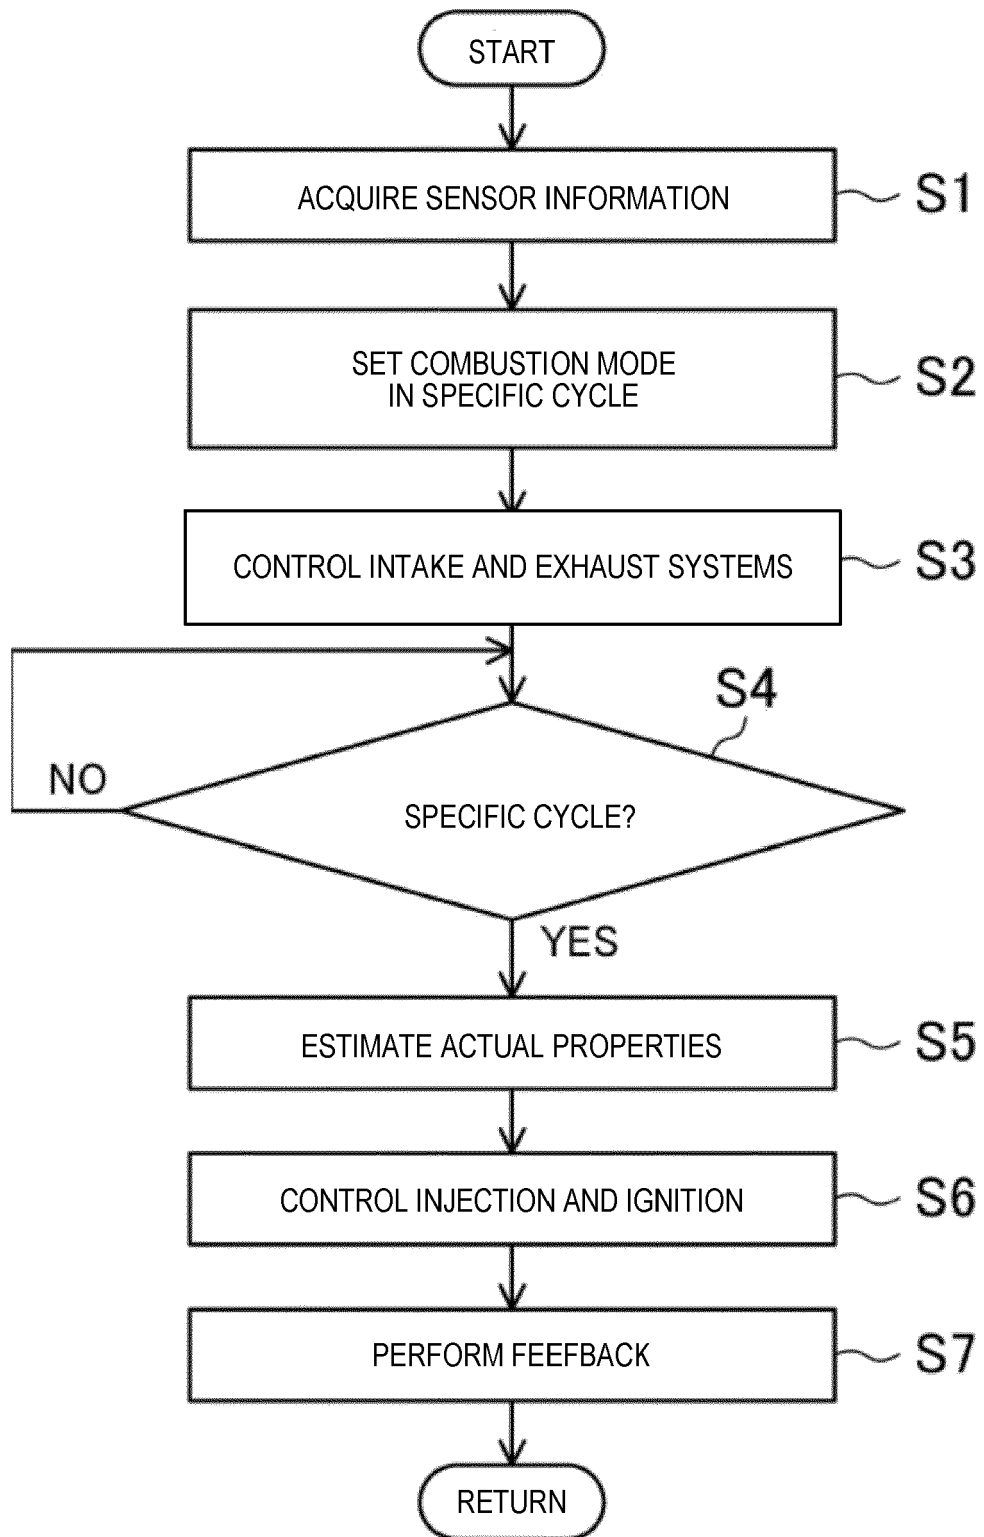 START
ACQUIRE SENSOR INFORMATION
S1
SET COMBUSTION MODE
IN SPECIFIC CYCLE
S2
CONTROL INTAKE AND EXHAUST SYSTEMS
S3
S4
NO
SPECIFIC CYCLE?
YES
ESTIMATE ACTUAL PROPERTIES
S5
CONTROL INJECTION AND IGNITION
S6
PERFORM FEEFBACK
S7
RETURN